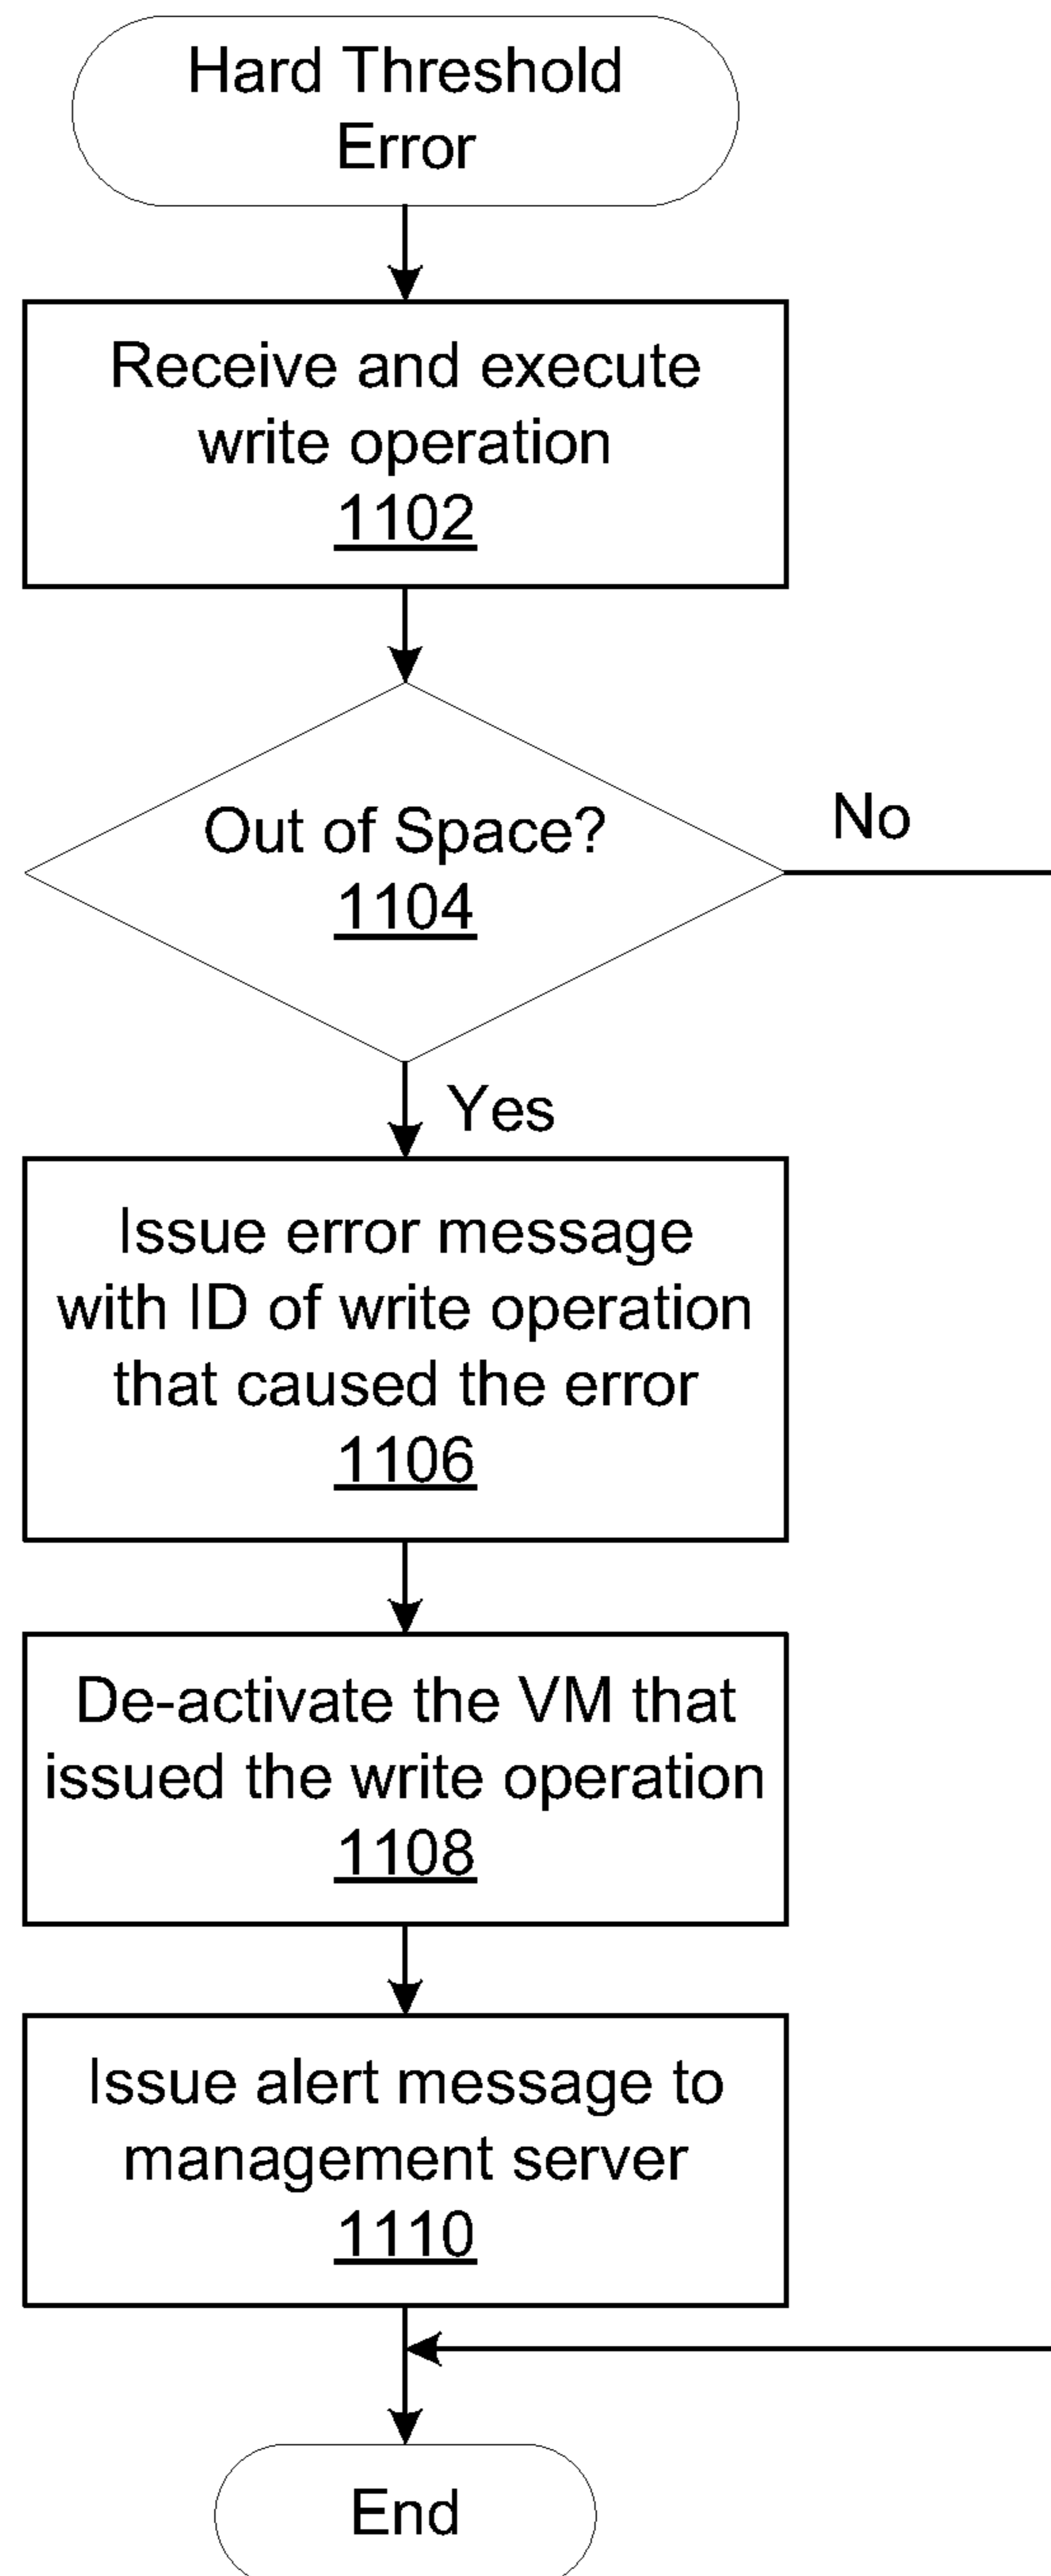 Hard Threshold
Error
Receive and execute
write operation
1102
Out of Space?
1104
No
Yes
Issue error message
with ID of write operation
that caused the error
1106
De-activate the VM that
issued the write operation
1108
Issue alert message to
management server
1110
End